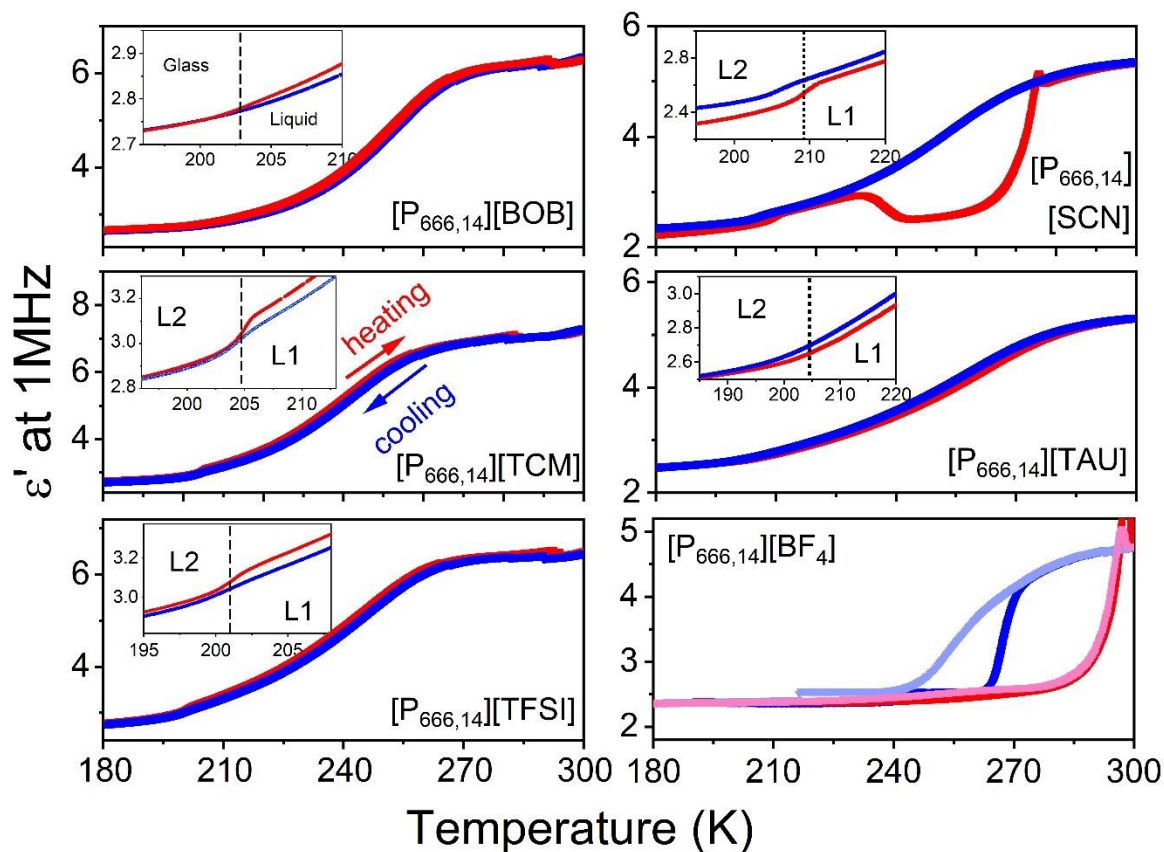 ε' at 1MHz
6
4
2.9
2.8
2.7
200
205
210
Glass
Liquid
[P666,14][BOB]
6
4
2
2.8
2.6
2.4
200
210
220
L2
L1
[P666,14]
[SCN]
9
7
5
3
3.2
3.0
2.8
200
205
210
L2
L1
heating
cooling
[P666,14][TCM]
6
4
2
3.0
2.8
2.6
190
200
210
220
L2
L1
[P666,14][TAU]
6
4
3.2
3.0
195
200
205
L2
L1
[P666,14][TFSI]
180
210
240
270
300
5
4
3
2
[P666,14][BF4]
180
210
240
270
300
Temperature (K)